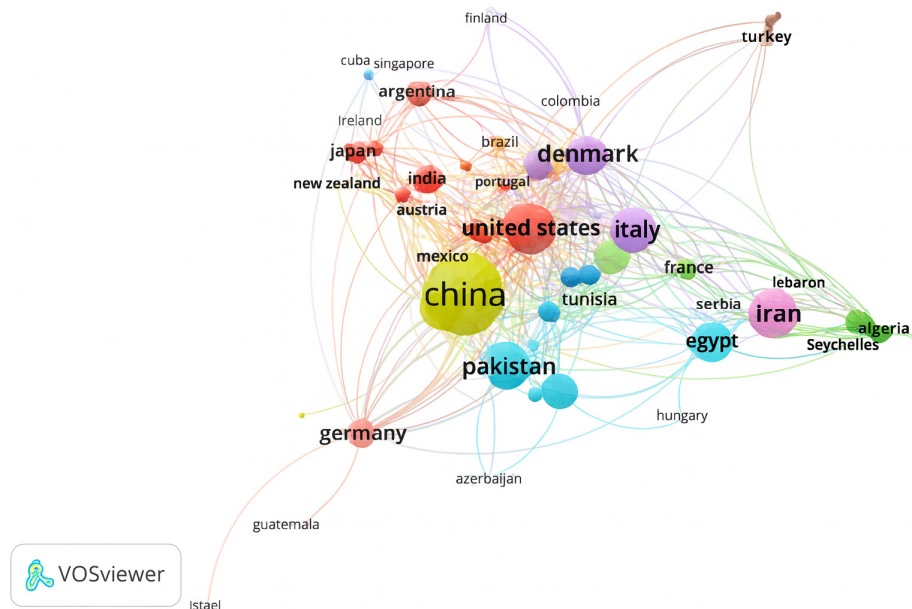 finland
turkey
cuba
singapore
argentina
colombia
Ireland
brazil
japan
denmark
india
portugal
new zealand
austria
united states
italy
mexico
france
china
lebaron
tunisia
serbia
iran
algeria
egypt
Seychelles
pakistan
hungary
germany
azerbaijan
guatemala
VOSviewer
Istael